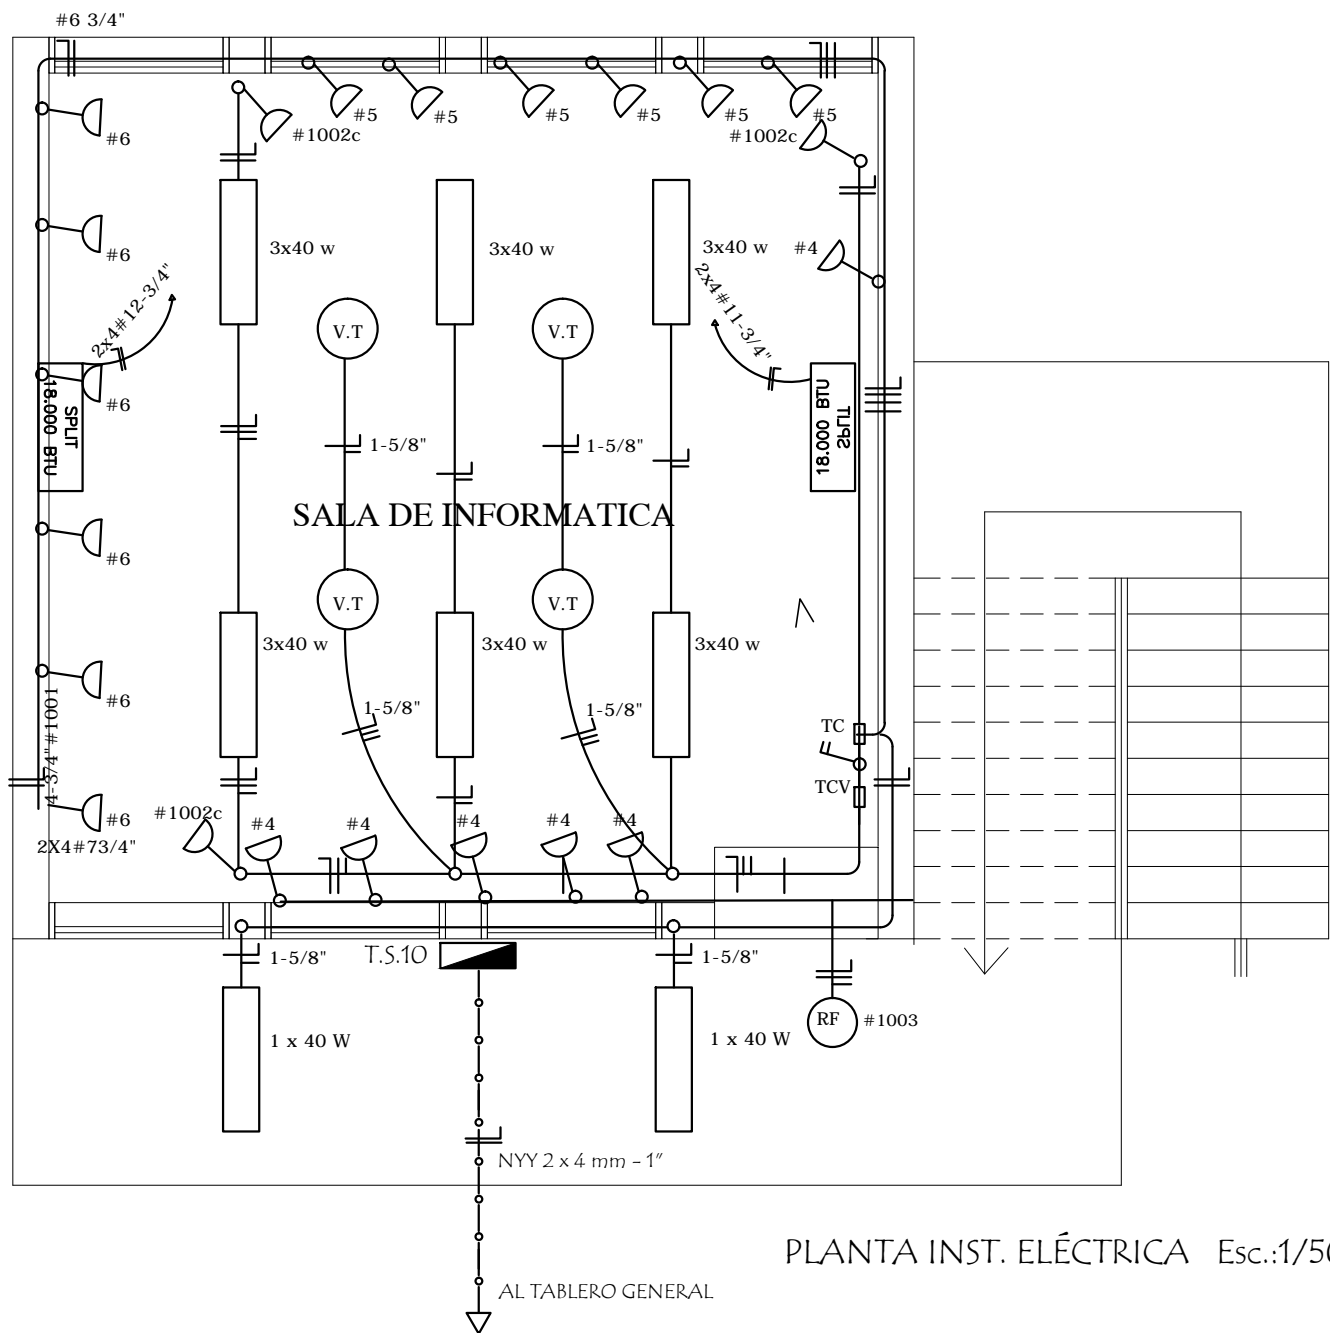 #6 3/4"
#6
#1002c
#5
#5
#5
#5
#5
#5
#1002c
#6
3x40 w
3x40 w
3x40 w
#4
2x4#12-3/4"
2x4#11-3/4"
V.T
V.T
#6
SPLIT
18.000 BTU
18.000 BTU
SPLIT
1-5/8"
1-5/8"
SALA DE INFORMATICA
#6
V.T
V.T
3x40 w
3x40 w
3x40 w
#6
4-3/4"#1001
1-5/8"
1-5/8"
TC
TCV
#6
2X4#73/4"
#1002c
#4
#4
#4
#4
#4
T.S.10
1-5/8"
1-5/8"
RF
#1003
1 x 40 W
1 x 40 W
NYY 2 x 4 mm - 1"
PLANTA INST. ELÉCTRICA Esc.:1/50
AL TABLERO GENERAL